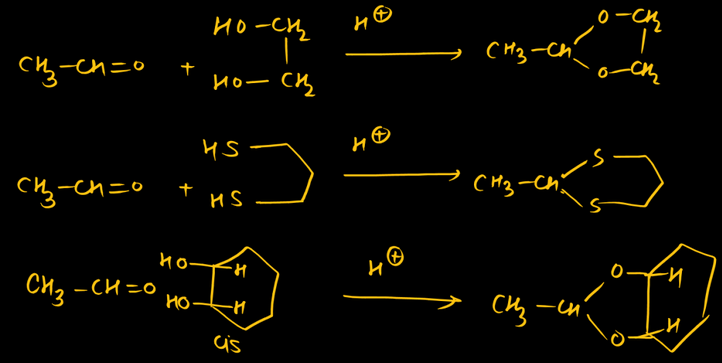 CH₃–CH=O + HO–CH₂ HO–CH₂ H⊕ ⟶ CH₃–CH O–CH₂ O–CH₂
CH₃–CH=O + HS HS H⊕ ⟶ CH₃–CH S S
CH₃–CH=O HO H HO H cis H⊕ ⟶ CH₃–CH O H O H